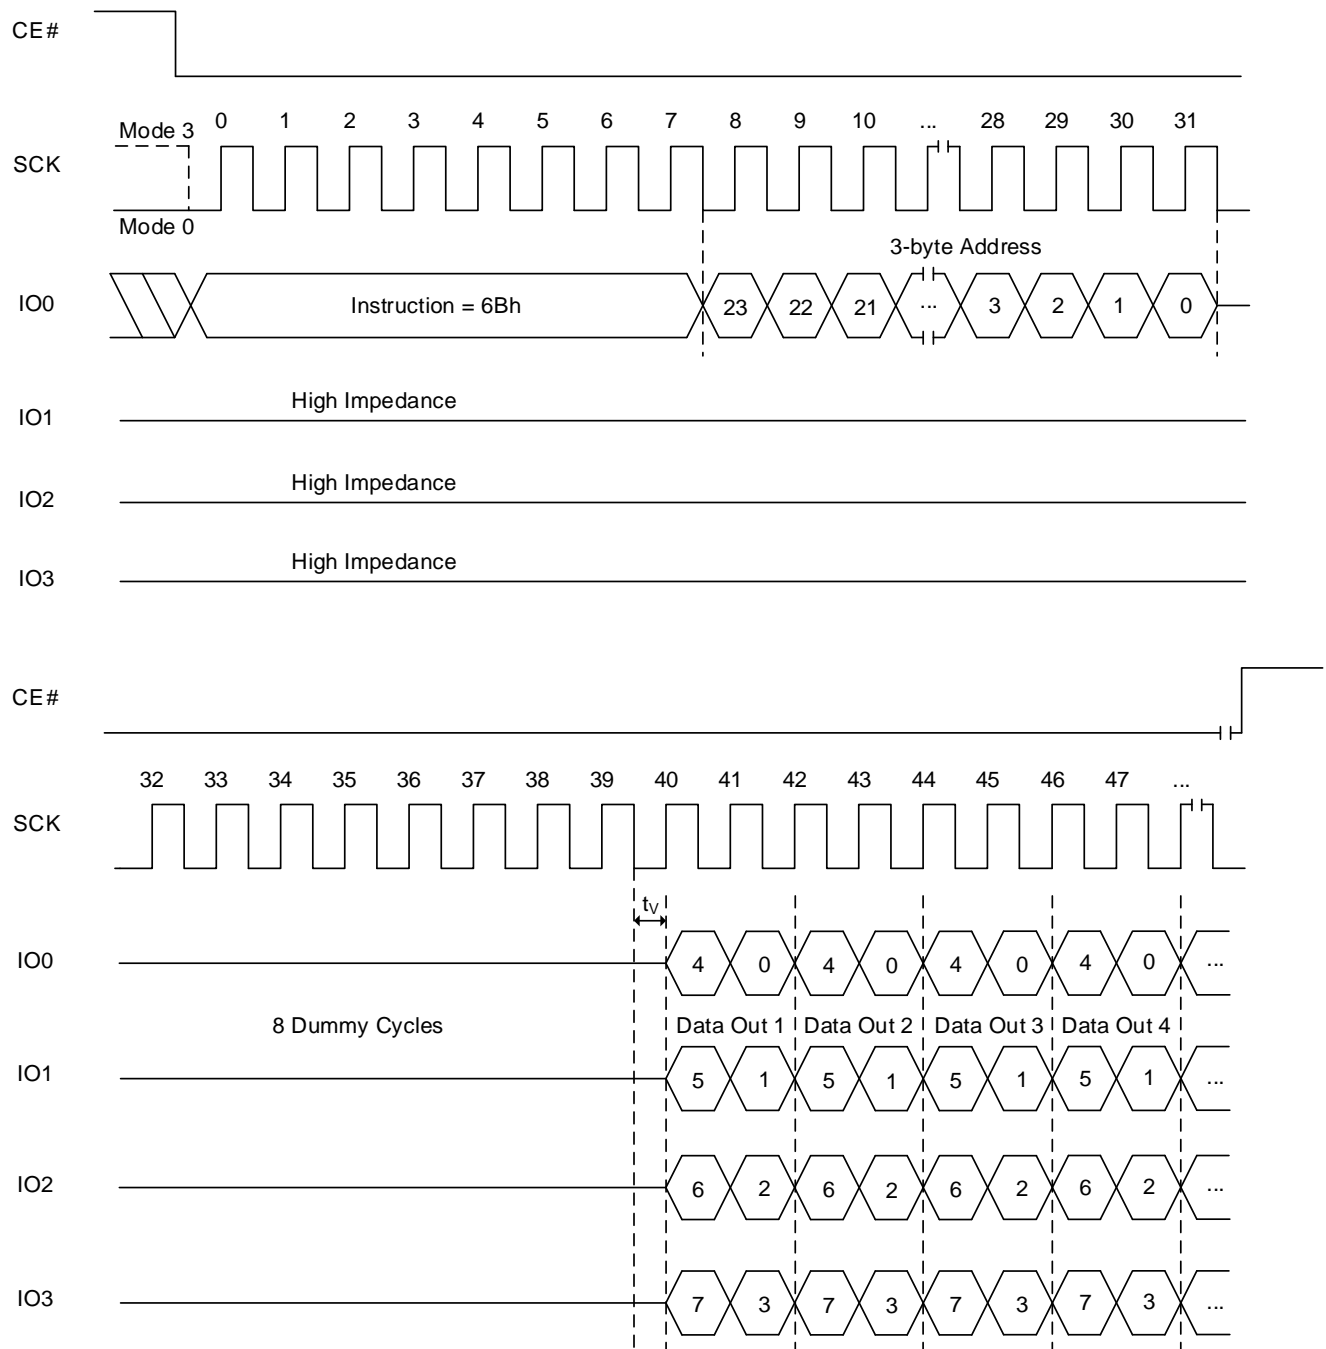 CE#
Mode 3 0 1 2 3 4 5 6 7 8 9 10 ... 28 29 30 31
SCK
Mode 0
3-byte Address
IO0 Instruction = 6Bh 23 22 21 ... 3 2 1 0
High Impedance
IO1
High Impedance
IO2
High Impedance
IO3
CE#
32 33 34 35 36 37 38 39 40 41 42 43 44 45 46 47 ...
SCK
tV
IO0 4 0 4 0 4 0 4 0 ...
8 Dummy Cycles Data Out 1 Data Out 2 Data Out 3 Data Out 4
IO1 5 1 5 1 5 1 5 1 ...
IO2 6 2 6 2 6 2 6 2 ...
IO3 7 3 7 3 7 3 7 3 ...